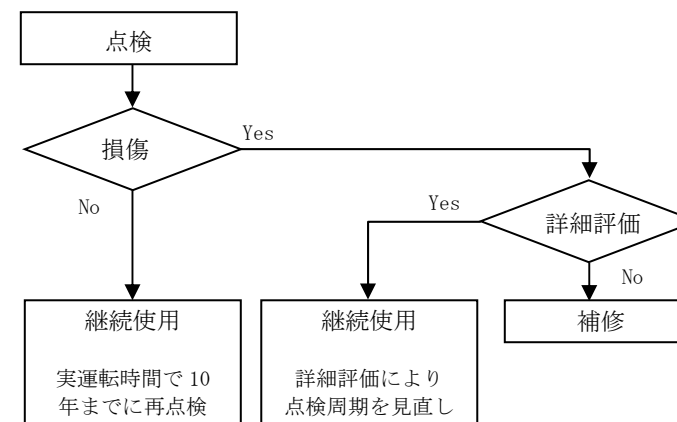 点検
損傷
Yes
No
Yes
詳細評価
No
継続使用
実運転時間で 10
年までに再点検
継続使用
詳細評価により
点検周期を見直し
補修